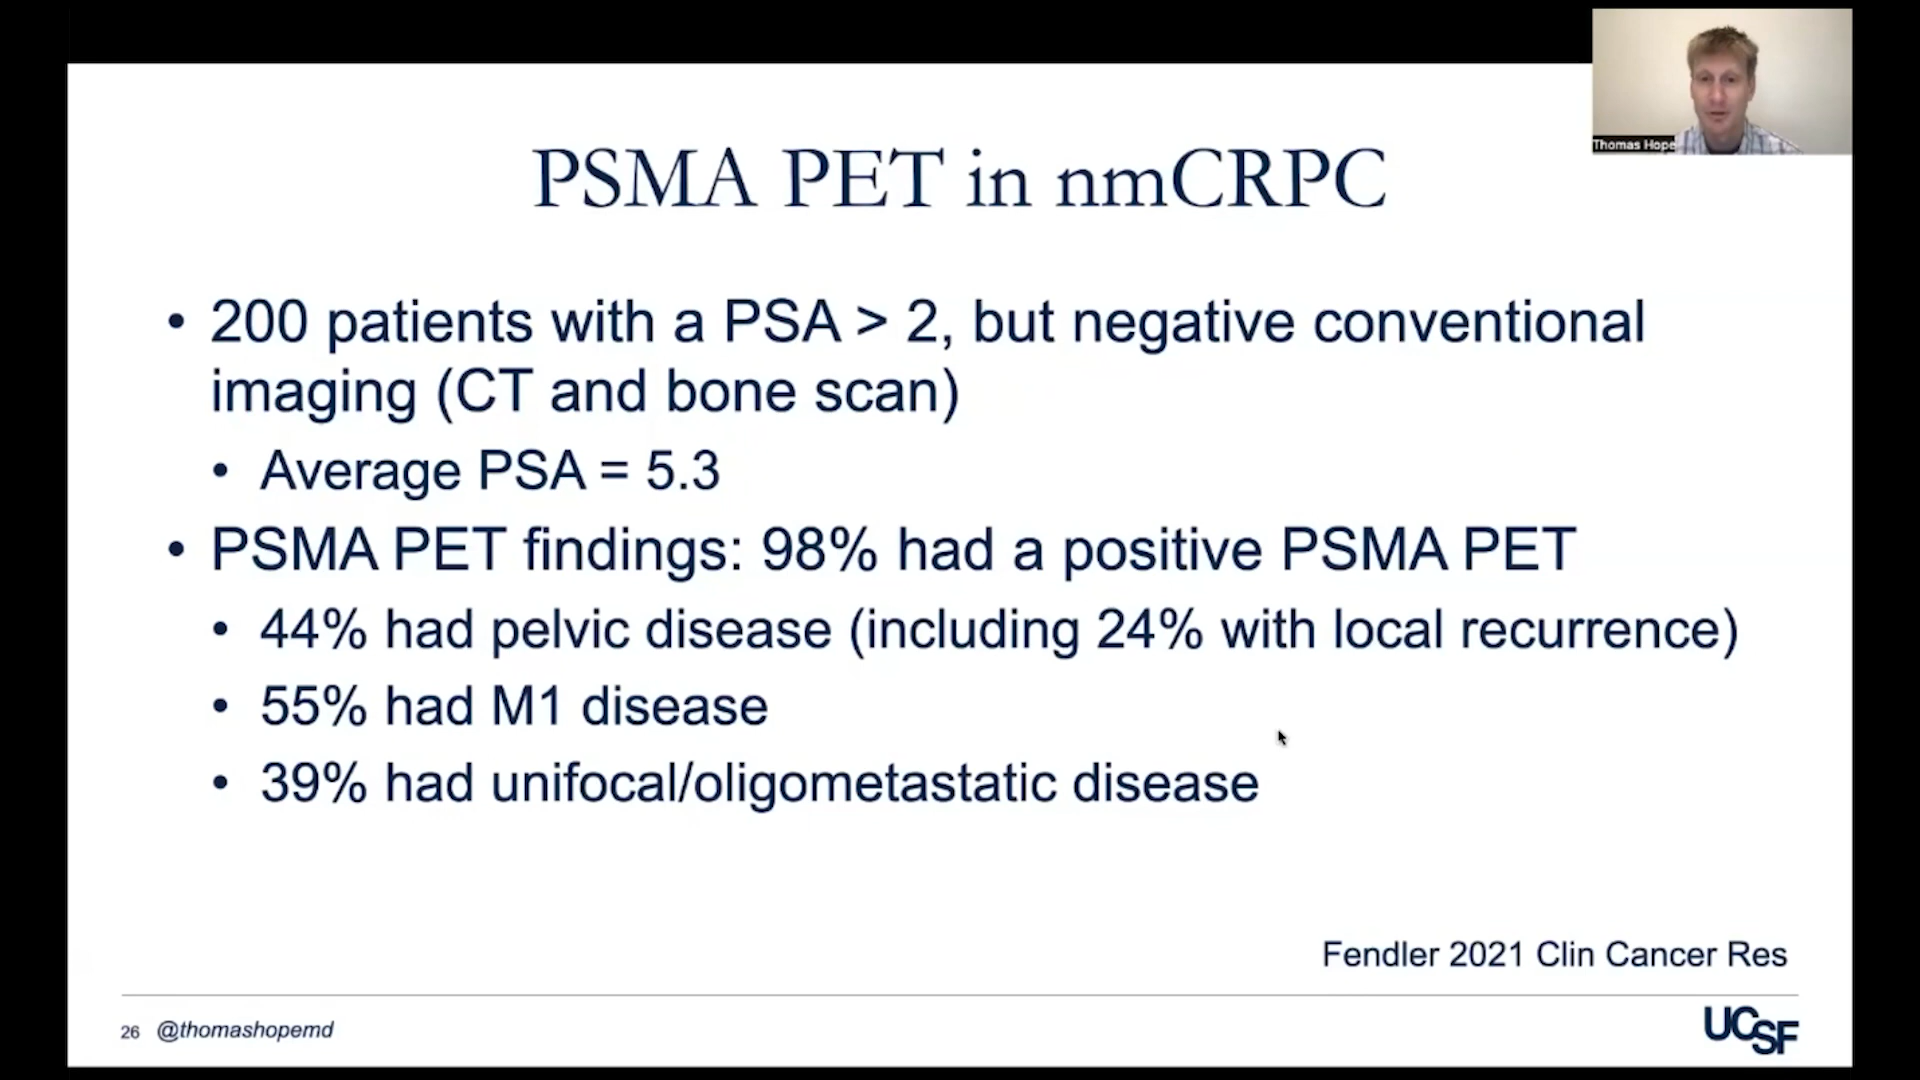 Thomas Hope
PSMA PET in nmCRPC
• 200 patients with a PSA > 2, but negative conventional
imaging (CT and bone scan)
• Average PSA = 5.3
• PSMA PET findings: 98% had a positive PSMA PET
• 44% had pelvic disease (including 24% with local recurrence)
• 55% had M1 disease
• 39% had unifocal/oligometastatic disease
Fendler 2021 Clin Cancer Res
26 @thomashopemd
UCSF